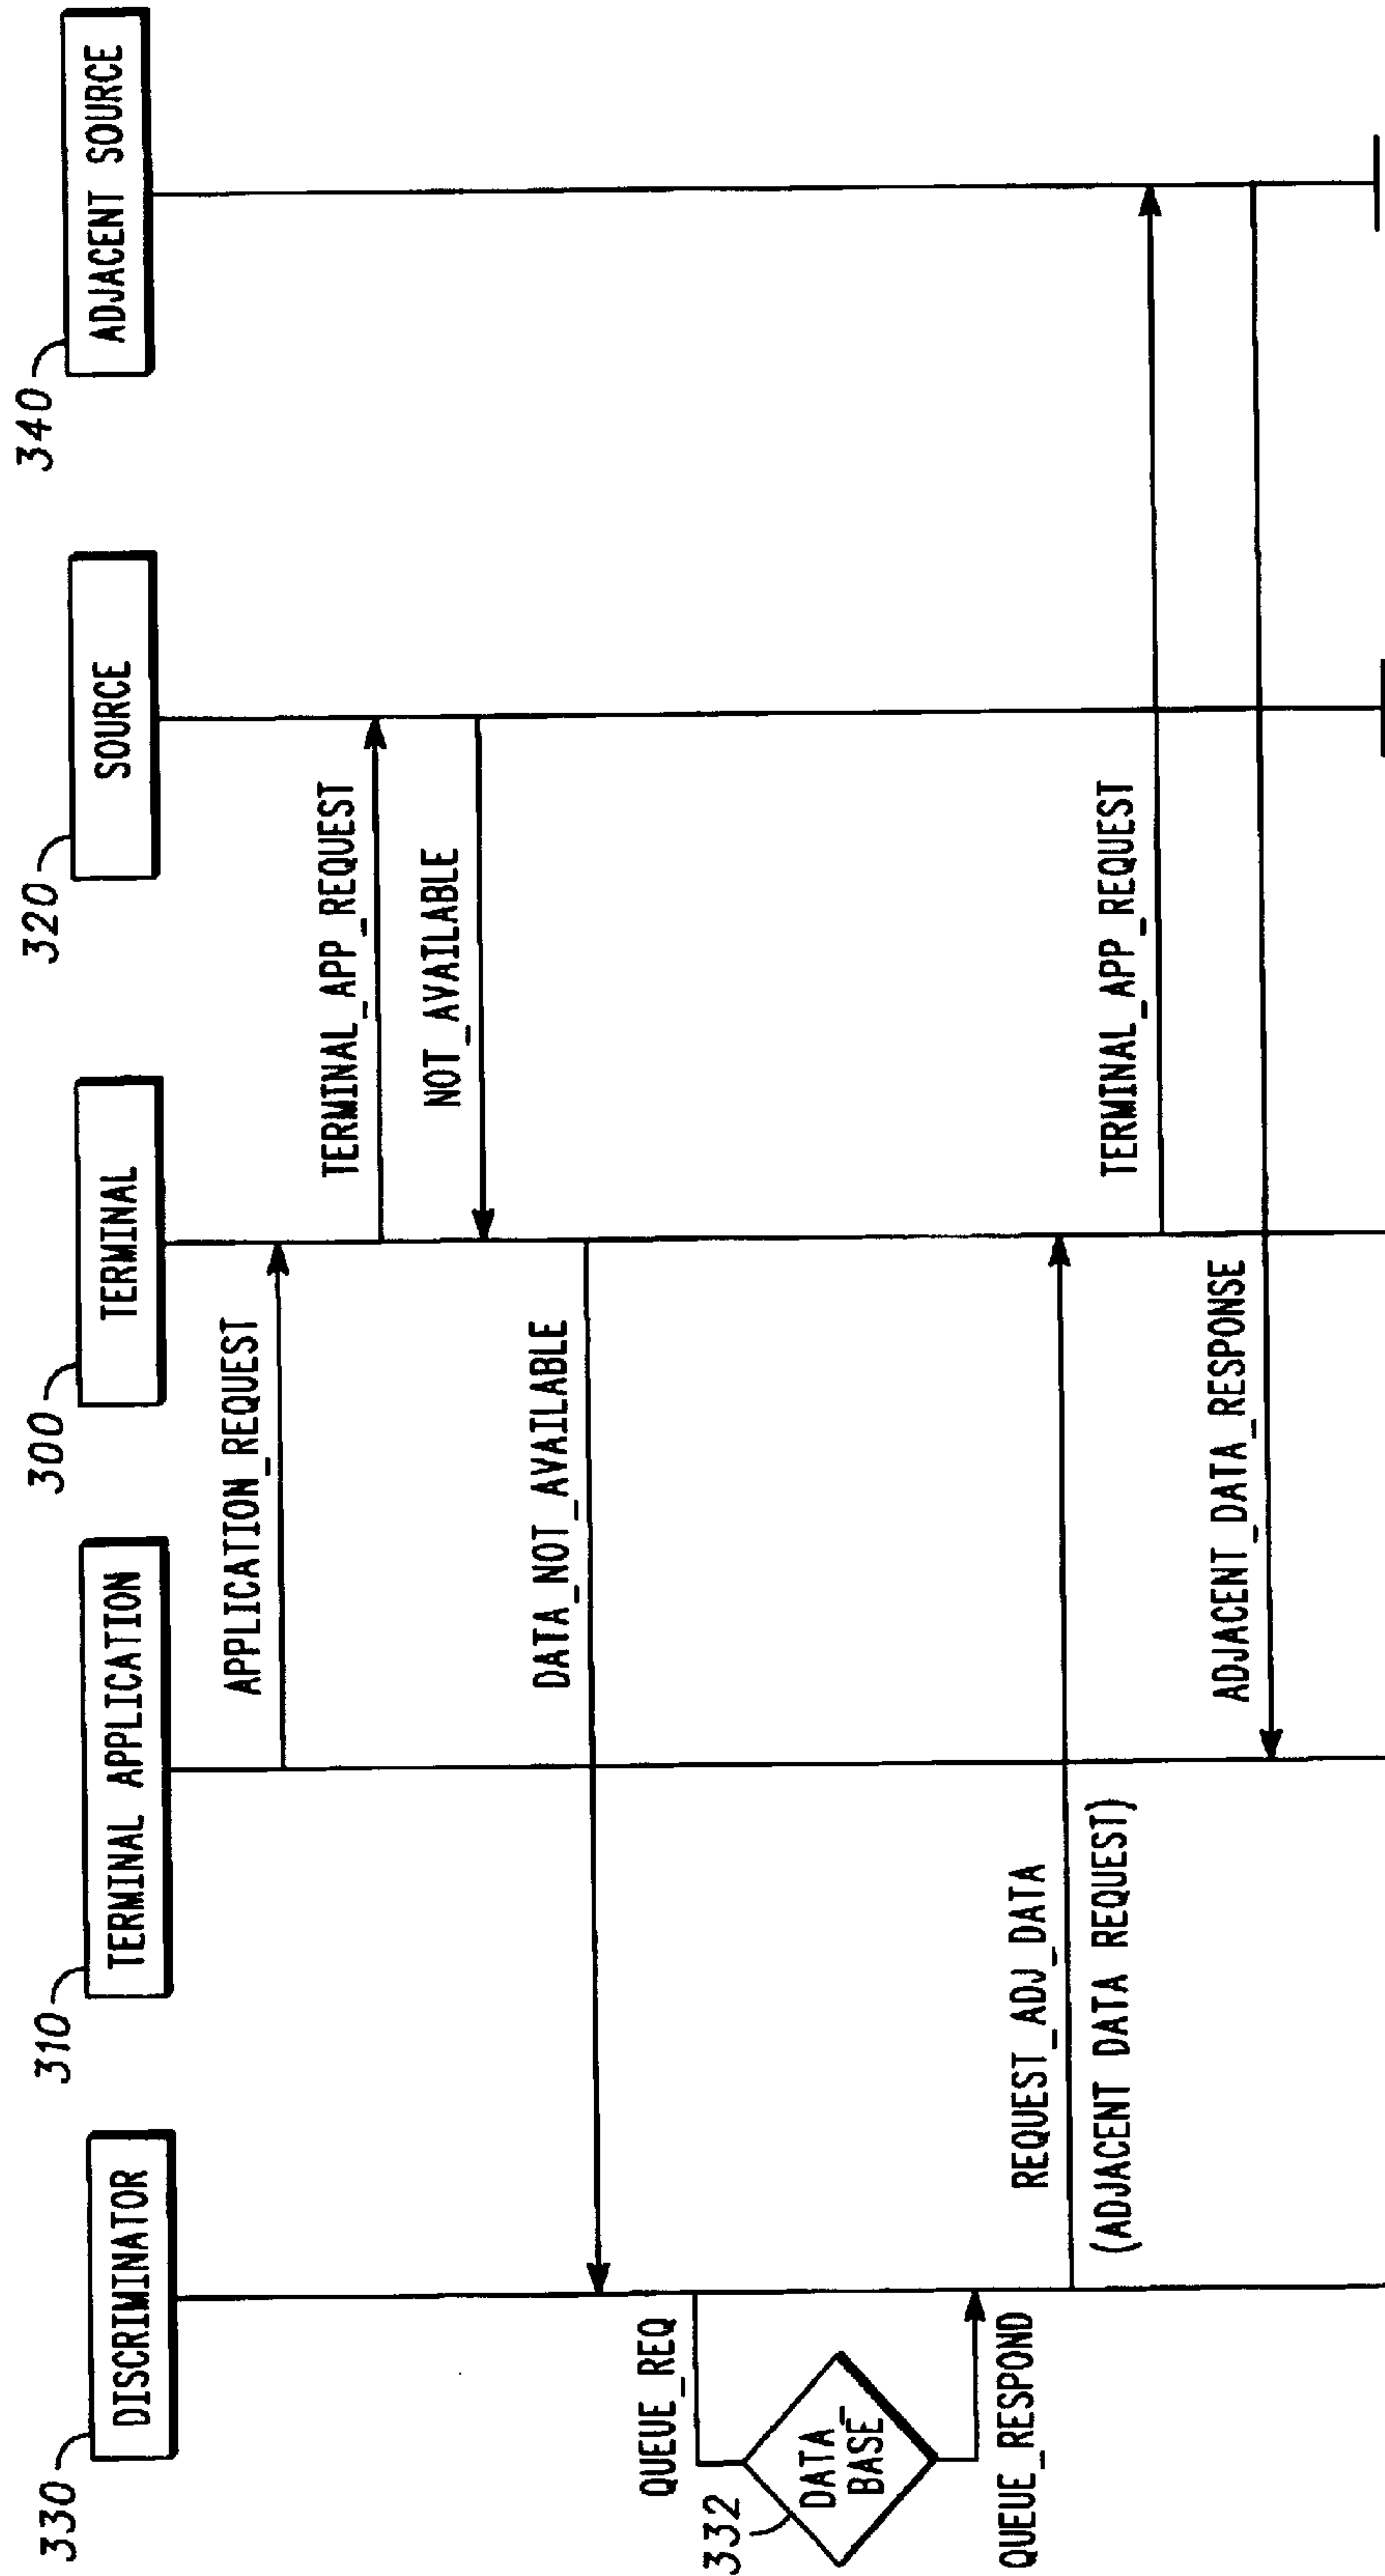 330
DISCRIMINATOR
310
TERMINAL APPLICATION
300
TERMINAL
320
SOURCE
340
ADJACENT SOURCE
APPLICATION_REQUEST
TERMINAL_APP_REQUEST
NOT_AVAILABLE
DATA_NOT_AVAILABLE
QUEUE_REQ
332
DATA_
BASE
QUEUE_RESPOND
REQUEST_ADJ_DATA
(ADJACENT DATA REQUEST)
TERMINAL_APP_REQUEST
ADJACENT_DATA_RESPONSE